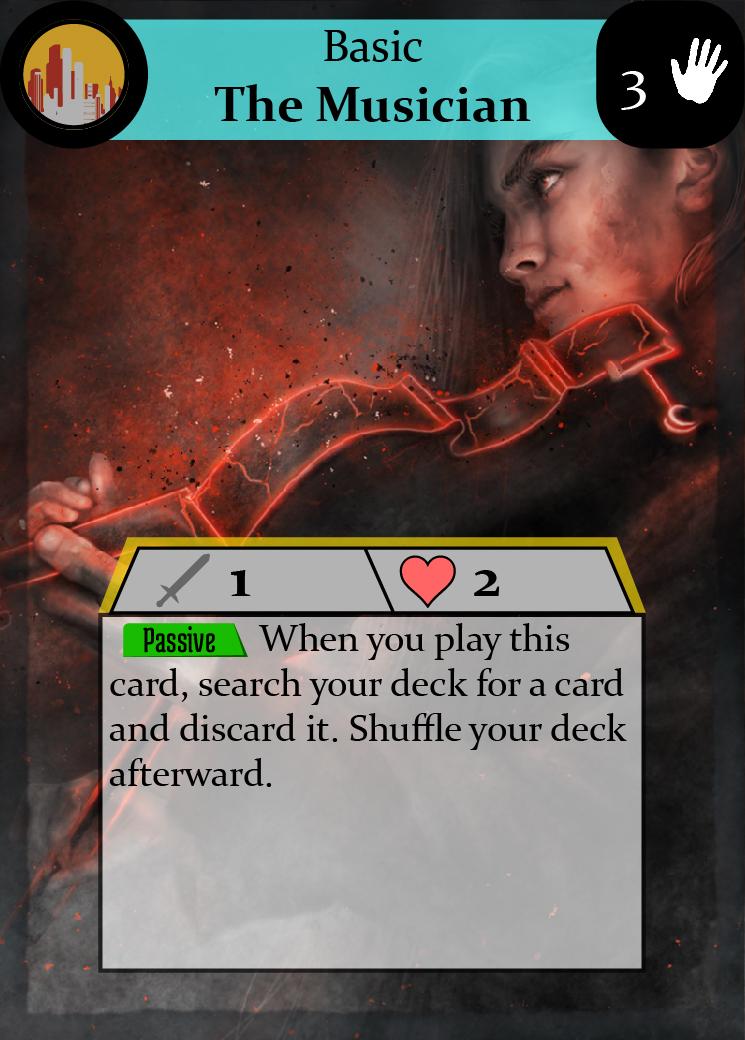 Basic
The Musician
3
1
2
Passive When you play this
card, search your deck for a card
and discard it. Shuffle your deck
afterward.